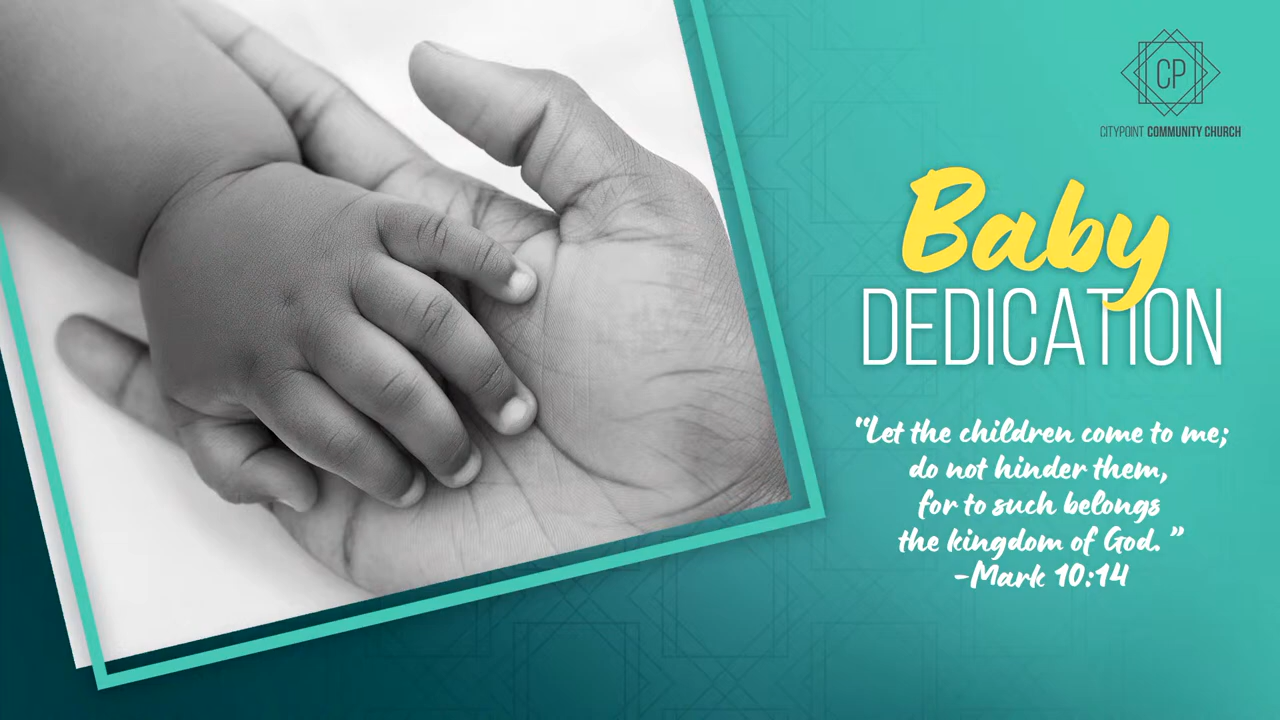 CP
CITYPOINT COMMUNITY CHURCH
Baby
DEDICATION
"Let the children come to me;
do not hinder them,
for to such belongs
the kingdom of God."
-Mark 10:14